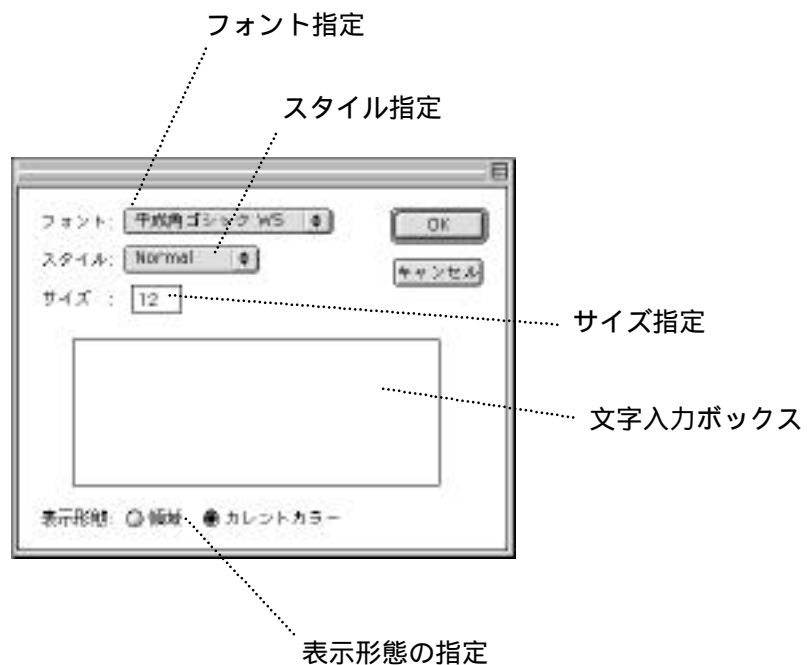 フォント指定
スタイル指定
フォント: 平成角ゴシック W5
OK
スタイル: Normal
キャンセル
サイズ : 12
サイズ指定
文字入力ボックス
表示形態: 領域 カレントカラー
表示形態の指定